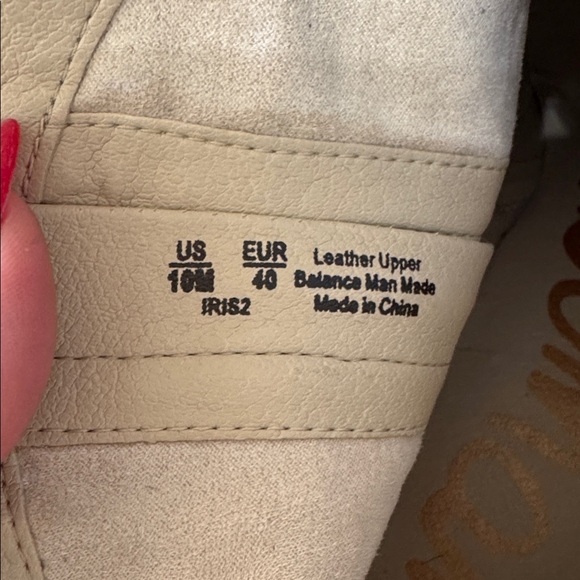 US EUR Leather Upper
10M 40 Balance Man Made
IRIS2 Made in China